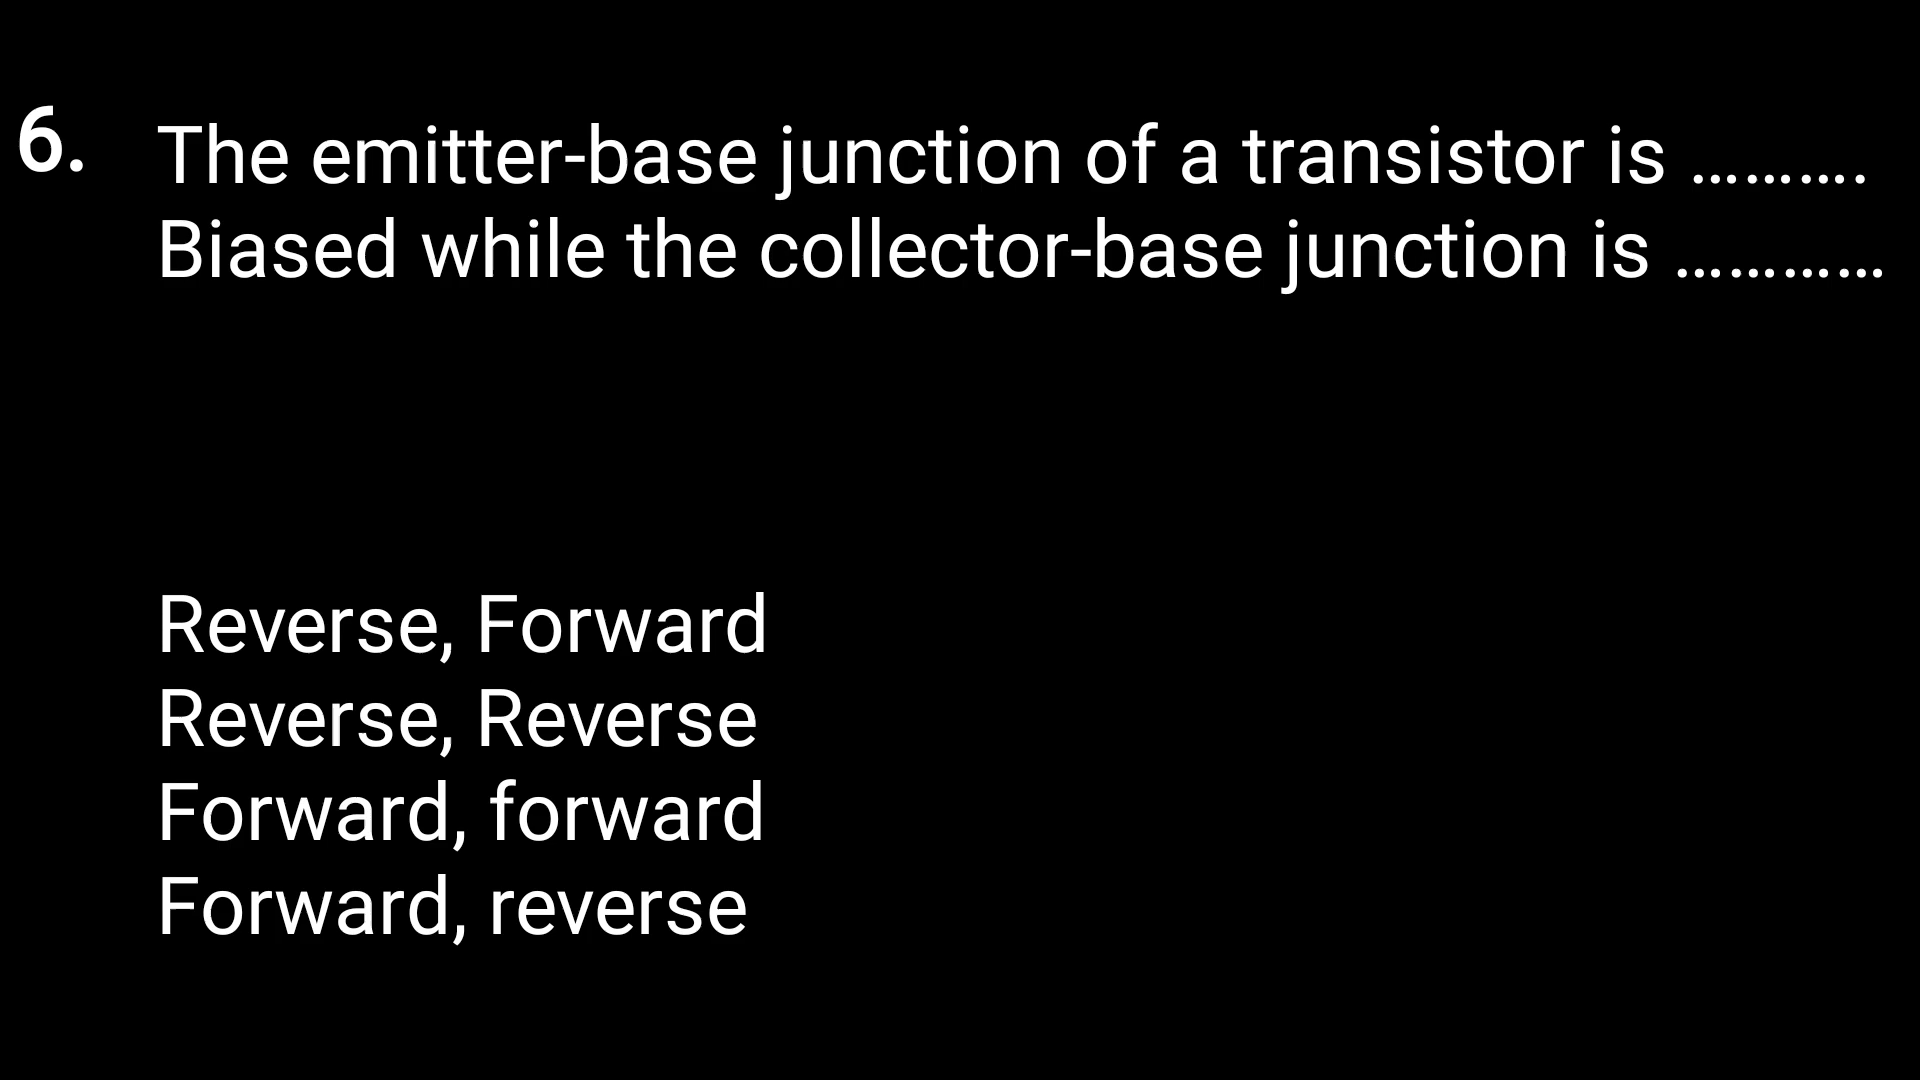 6. The emitter-base junction of a transistor is ……….
Biased while the collector-base junction is …………
Reverse, Forward
Reverse, Reverse
Forward, forward
Forward, reverse